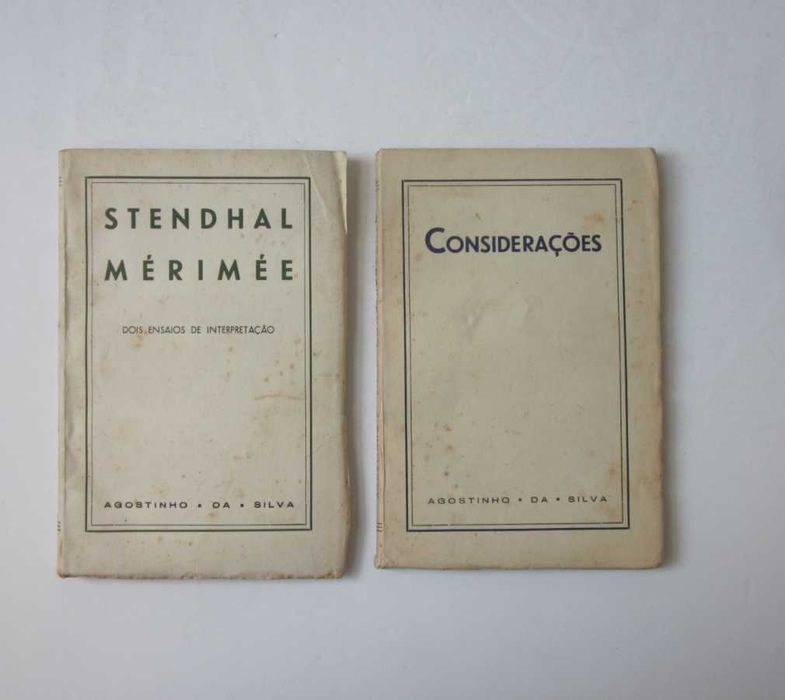 STENDHAL
MÉRIMÉE
DOIS ENSAIOS DE INTERPRETAÇÃO
AGOSTINHO • DA • SILVA
CONSIDERAÇÕES
AGOSTINHO • DA • SILVA